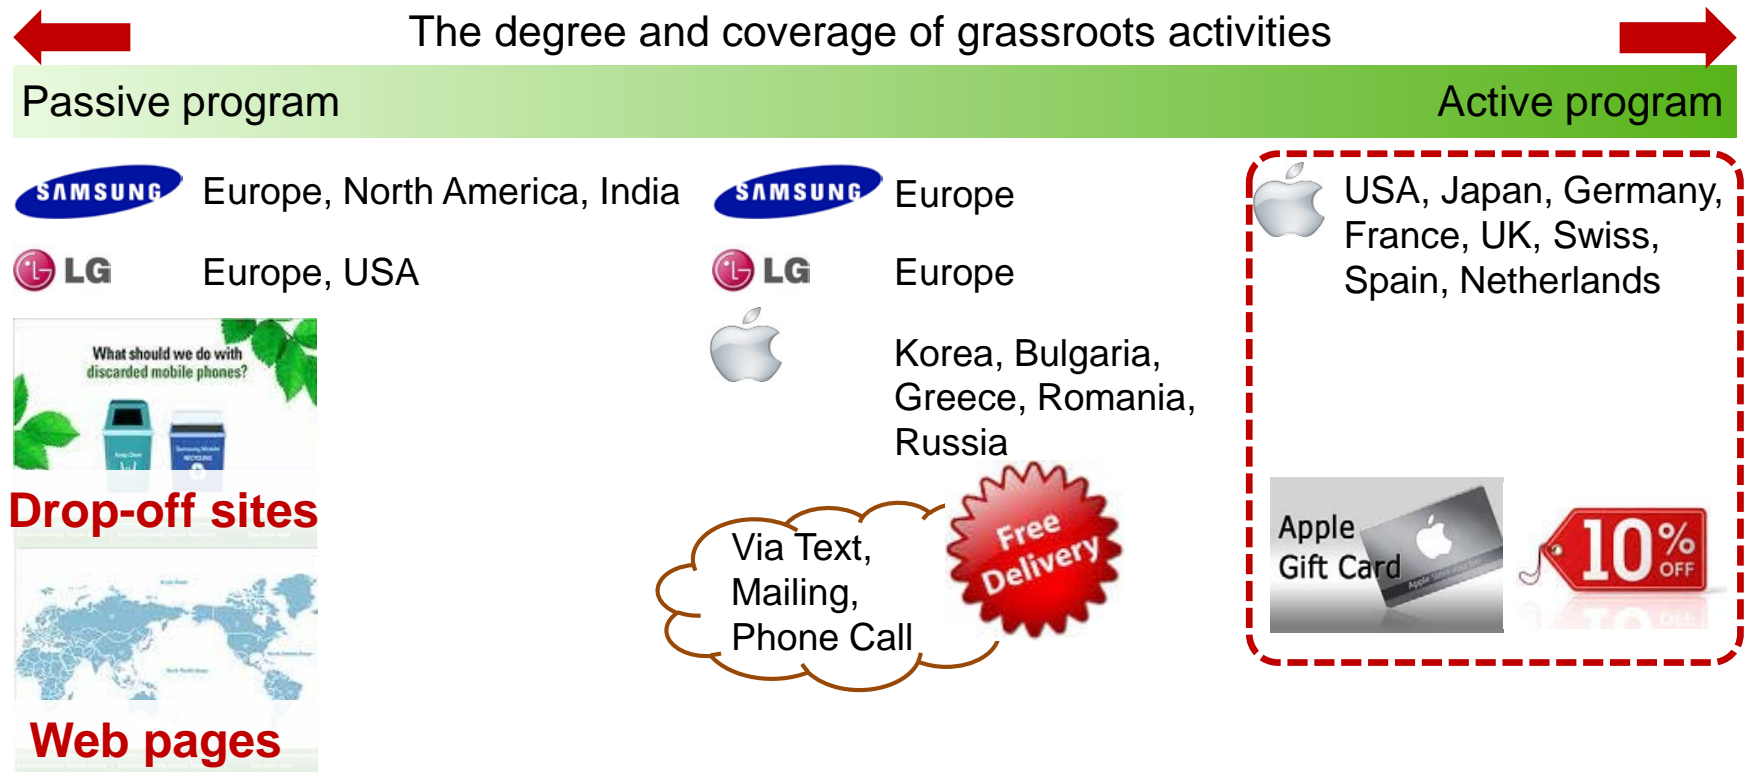 The degree and coverage of grassroots activities
Passive program
Active program
SAMSUNG
Europe, North America, India
LG
Europe, USA
What should we do with
discarded mobile phones?
Drop-off sites
Web pages
SAMSUNG
Europe
LG
Europe
Korea, Bulgaria,
Greece, Romania,
Russia
Via Text,
Mailing,
Phone Call
Free
Delivery
USA, Japan, Germany,
France, UK, Swiss,
Spain, Netherlands
Apple
Gift Card
10%
OFF